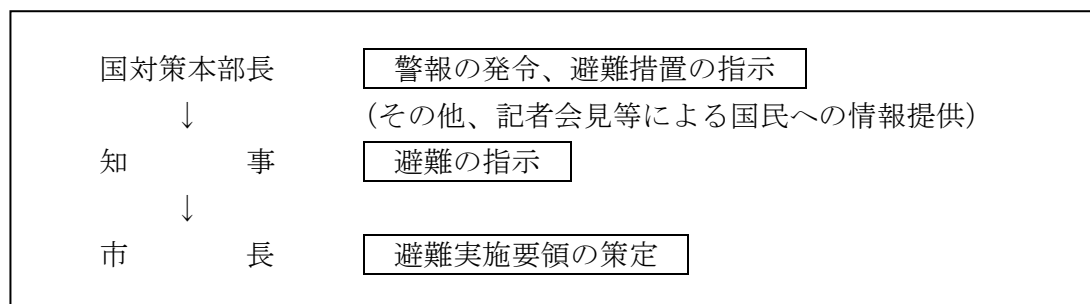 国対策本部長 警報の発令、避難措置の指示
↓ (その他、記者会見等による国民への情報提供)
知 事 避難の指示
↓
市 長 避難実施要領の策定